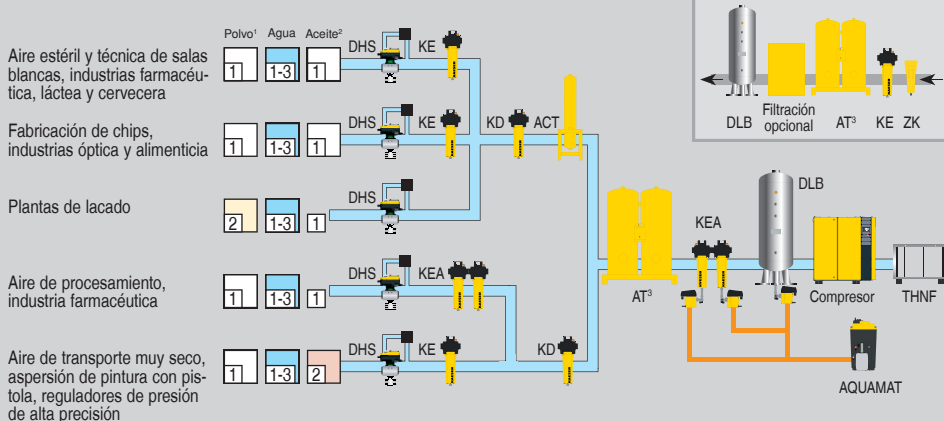 Polvo¹ Agua Aceite²
Aire estéril y técnica de salas
blancas, industrias farmacéu-
tica, láctea y cervecera
1 1-3 1
DHS KE
Fabricación de chips,
industrias óptica y alimenticia
1 1-3 1
DHS KE KD ACT
Plantas de lacado
2 1-3 1
DHS
Aire de procesamiento,
industria farmacéutica
1 1-3 1
DHS KEA
Aire de transporte muy seco,
aspersión de pintura con pis-
tola, reguladores de presión
de alta precisión
1 1-3 2
DHS KE KD
AT³
KEA
DLB
Compresor
THNF
AQUAMAT
DLB
Filtración
opcional
AT³
KE
ZK